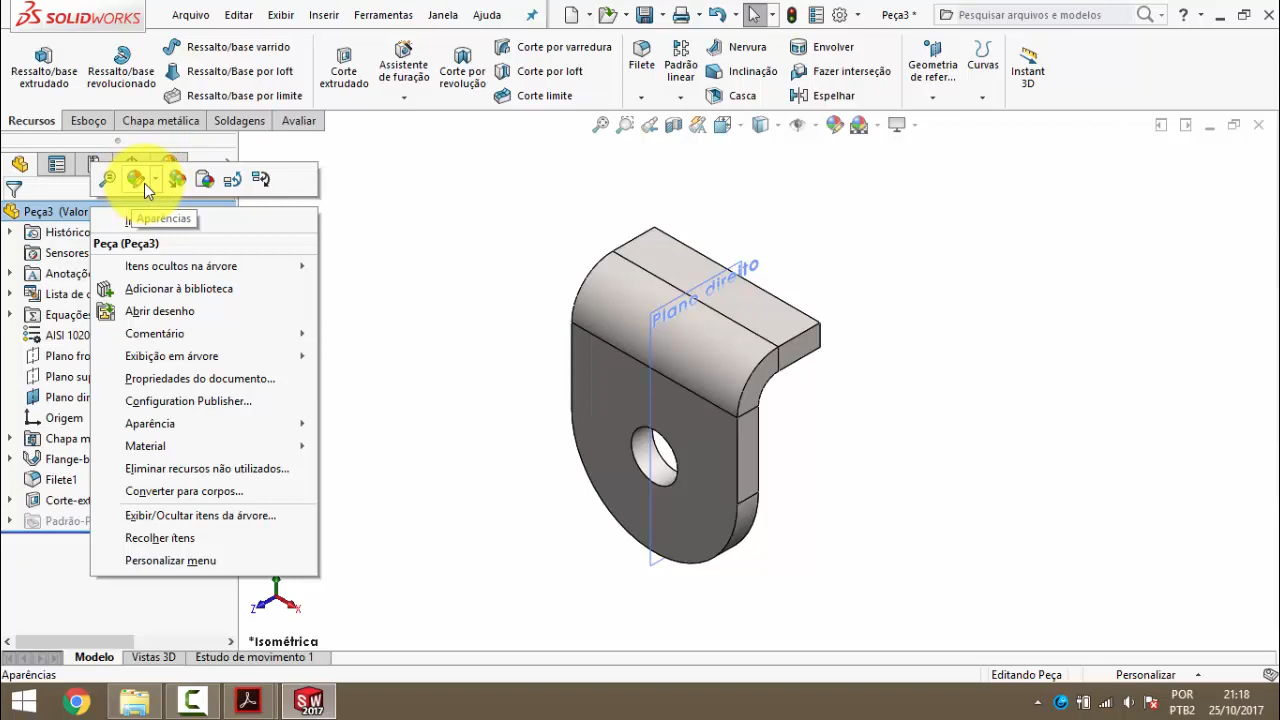 SOLIDWORKS
Arquivo
Editar
Exibir
Inserir
Ferramentas
Janela
Ajuda
Peça3 *
Pesquisar arquivos e modelos
?
Ressalto/base
extrudado
Ressalto/base
revolucionado
Ressalto/base varrido
Ressalto/base por loft
Ressalto/base por limite
Corte
extrudado
Assistente
de furação
Corte por
revolução
Corte por varredura
Corte por loft
Corte limite
Filete
Padrão
linear
Nervura
Inclinação
Casca
Envolver
Fazer interseção
Espelhar
Geometria
de refer...
Curvas
Instant
3D
Recursos
Esboço
Chapa metálica
Soldagens
Avaliar
Peça3 (Valor
Aparências
Histórico
Sensores
Anotaçõ
Lista de c
Equaçõe
AISI 1020
Plano fro
Plano sup
Plano dir
Origem
Chapa m
Flange-b
Filete1
Corte-ext
Padrão-P
Peça (Peça3)
Itens ocultos na árvore
Adicionar à biblioteca
Abrir desenho
Comentário
Exibição em árvore
Propriedades do documento...
Configuration Publisher...
Aparência
Material
Eliminar recursos não utilizados...
Converter para corpos...
Exibir/Ocultar itens da árvore...
Recolher ítens
Personalizar menu
Plano direito
Z
X
*Isométrica
Modelo
Vistas 3D
Estudo de movimento 1
Aparências
Editando Peça
Personalizar
SW
2017
POR
PTB2
21:18
25/10/2017